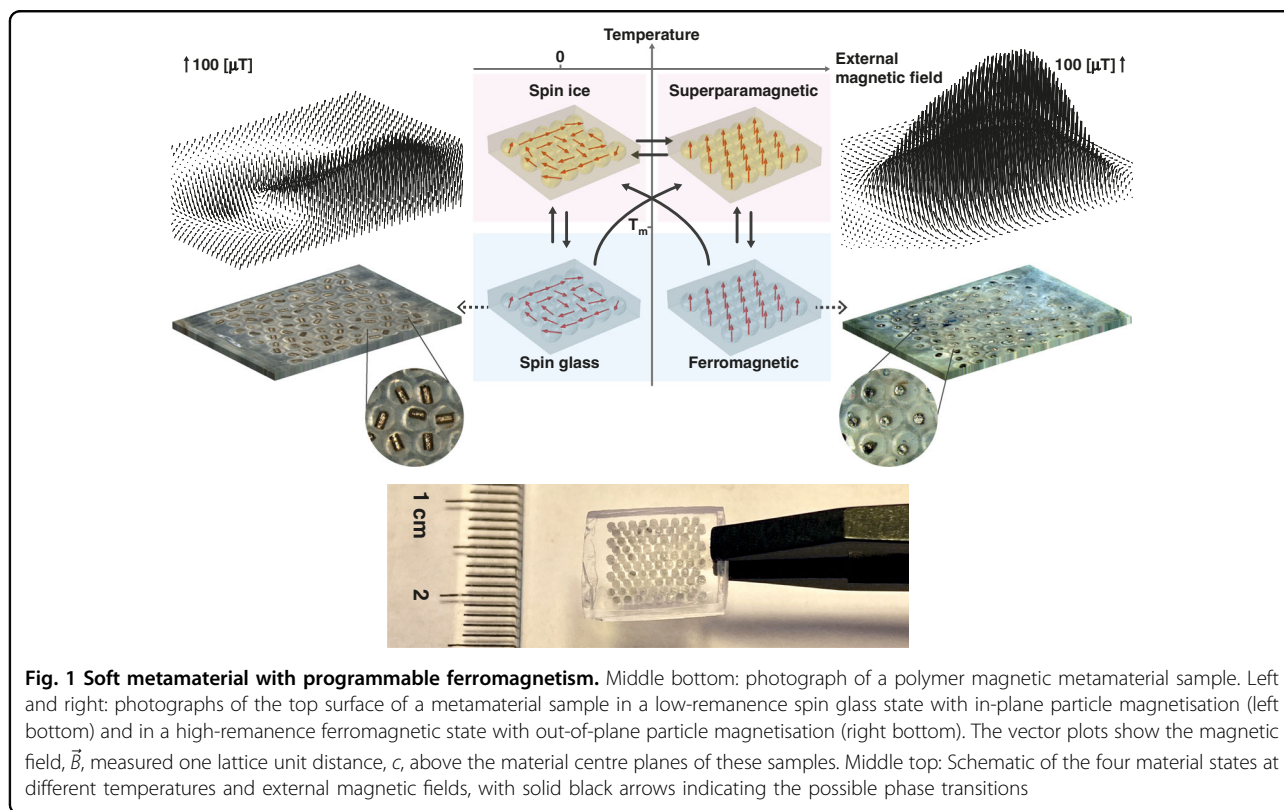 Temperature
↑ 100 [μT]
0
External
magnetic field
100 [μT] ↑
Spin ice
Superparamagnetic
Tm
Spin glass
Ferromagnetic
1 cm
2
Fig. 1 Soft metamaterial with programmable ferromagnetism. Middle bottom: photograph of a polymer magnetic metamaterial sample. Left
and right: photographs of the top surface of a metamaterial sample in a low-remanence spin glass state with in-plane particle magnetisation (left
bottom) and in a high-remanence ferromagnetic state with out-of-plane particle magnetisation (right bottom). The vector plots show the magnetic
field, B⃗, measured one lattice unit distance, c, above the material centre planes of these samples. Middle top: Schematic of the four material states at
different temperatures and external magnetic fields, with solid black arrows indicating the possible phase transitions